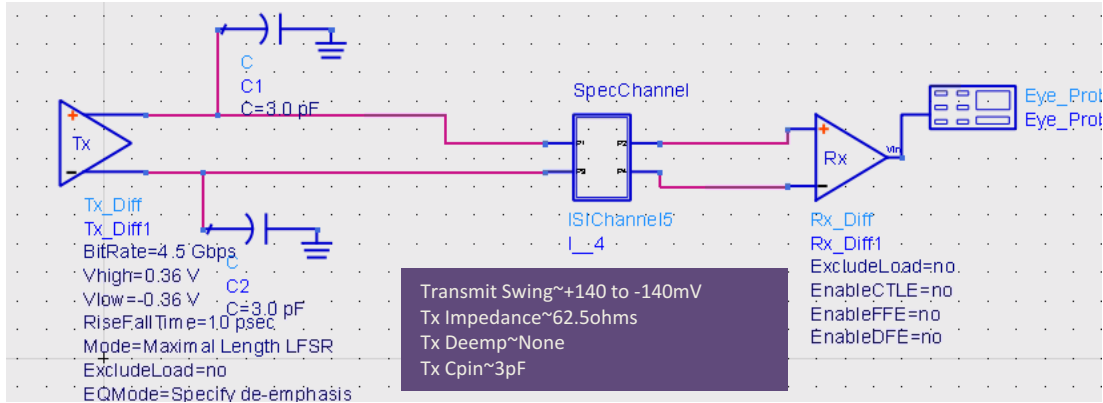 C
C1
C=3.0 pF
SpecChannel
Eye_Prob
Eye_Prob
+
Tx
-
P1
P2
P3
P4
+
Rx
-
Vin
Tx_Diff
Tx_Diff1
BitRate=4.5 Gbps
Vhigh=0.36 V
Vlow=-0.36 V
RiseFallTime=10 psec
Mode=Maximal Length LFSR
ExcludeLoad=no
EQMode=Specify de-emphasis
C
C2
C=3.0 pF
ISIChannel5
I__4
Rx_Diff
Rx_Diff1
ExcludeLoad=no
EnableCTLE=no
EnableFFE=no
EnableDFE=no
Transmit Swing~+140 to -140mV
Tx Impedance~62.5ohms
Tx Deemp~None
Tx Cpin~3pF